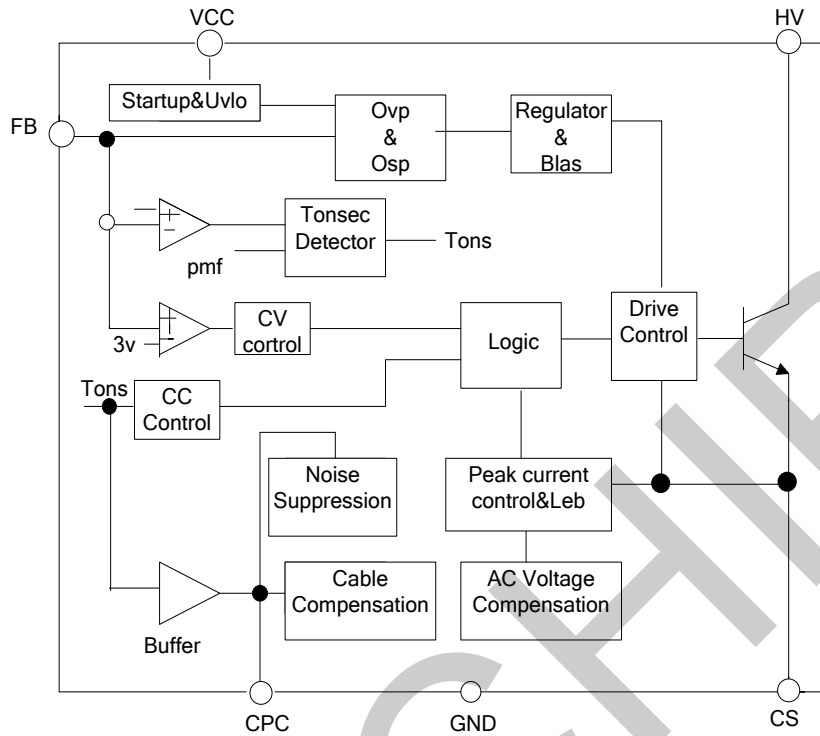 VCC
HV
Startup&Uvlo
FB
Ovp
&
Osp
Regulator
&
Blas
Tonsec
Detector
Tons
pmf
3v
CV
cortrol
Logic
Drive
Control
Tons
CC
Control
Noise
Suppression
Peak current
control&Leb
Cable
Compensation
AC Voltage
Compensation
Buffer
CPC
GND
CS